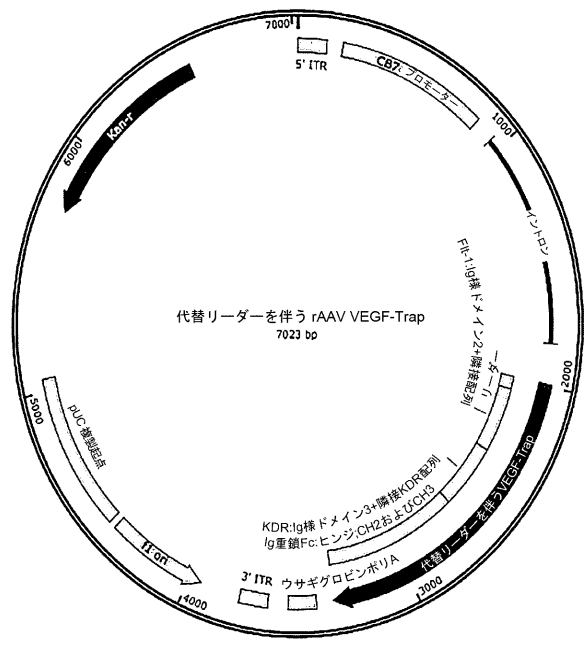 7000
5' ITR
CB7 プロモーター
1000
イントロン
Flt-1:Ig様ドメイン2+隣接配列
リーダー
2000
代替リーダーを伴う rAAV VEGF-Trap
7023 bp
代替リーダーを伴うVEGF-Trap
KDR:Ig様ドメイン3+隣接KDR配列
Ig重鎖Fc:ヒンジ;CH2およびCH3
3000
ウサギグロビンポリA
3' ITR
4000
f1 ori
pUC複製起点
5000
6000
Kan-r